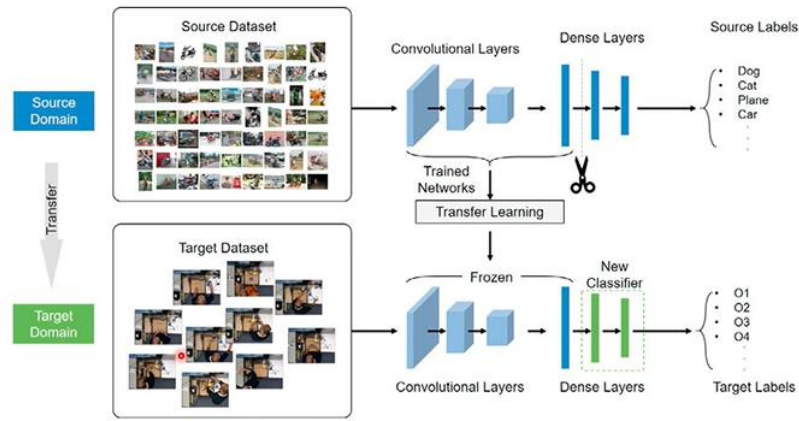 Source Dataset
Convolutional Layers
Dense Layers
Source Labels
Source
Domain
• Dog
• Cat
• Plane
• Car
Trained
Networks
Transfer Learning
Transfer
Target Dataset
Frozen
New
Classifier
Target
Domain
• O1
• O2
• O3
• O4
Convolutional Layers
Dense Layers
Target Labels